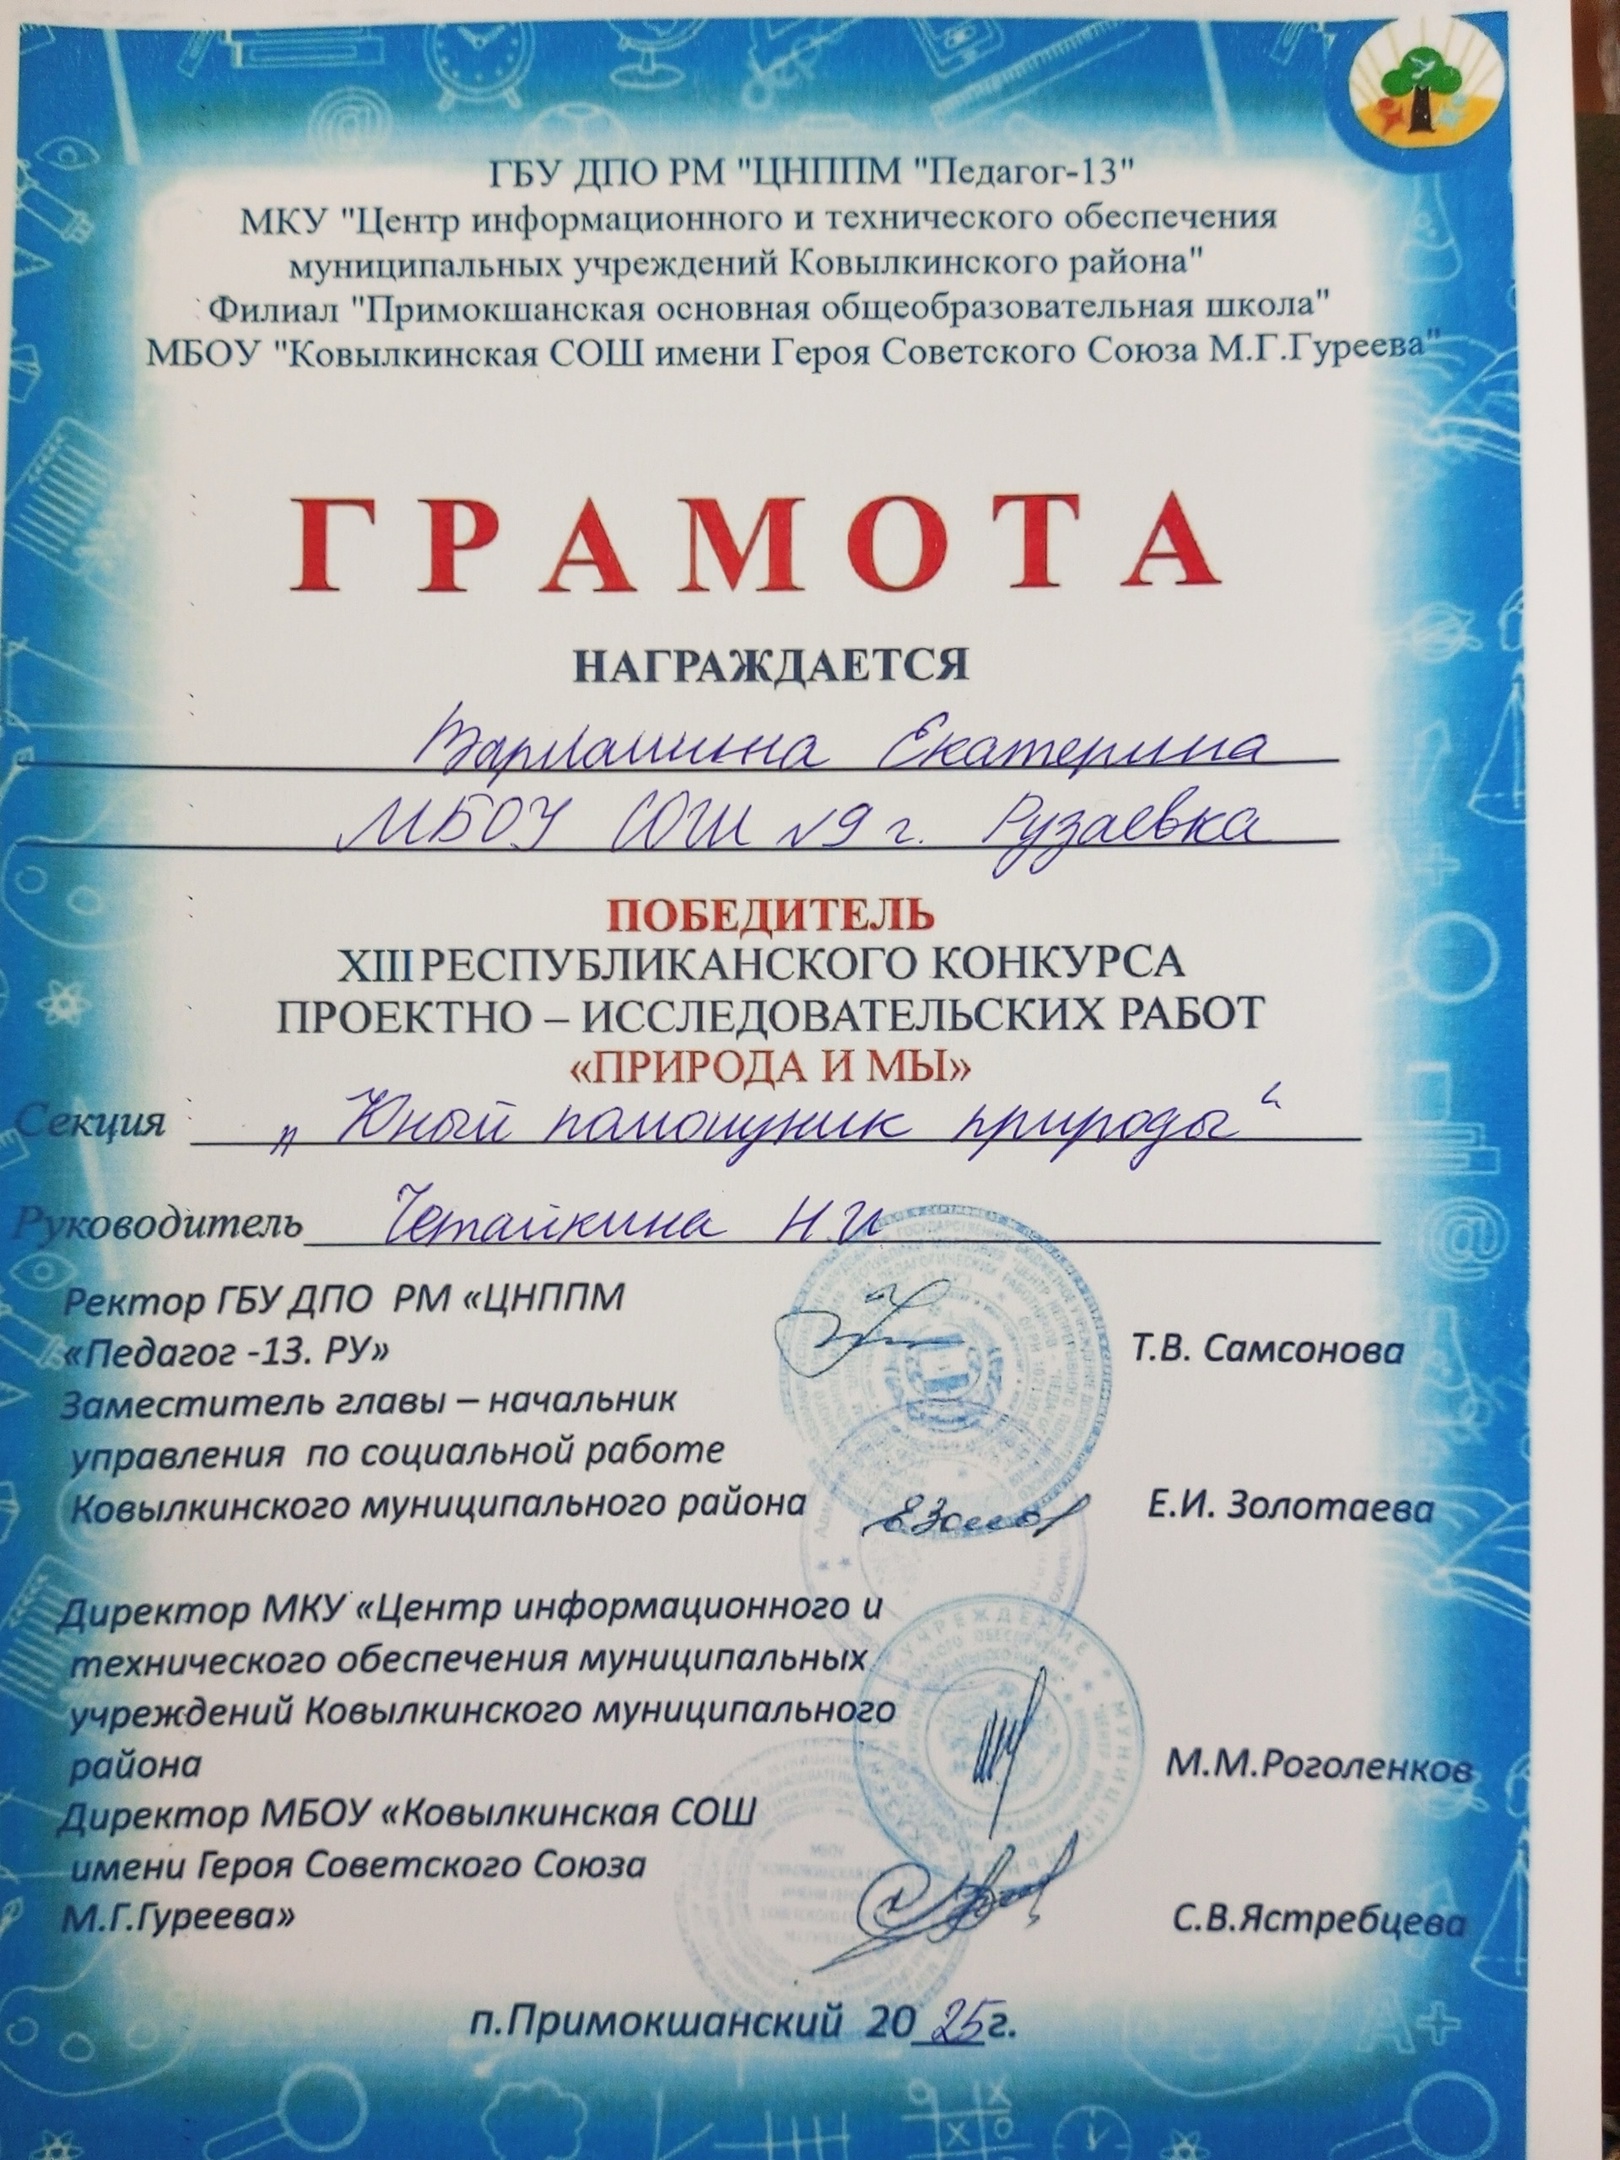 ГБУ ДПО РМ "ЦНППМ "Педагог-13"
МКУ "Центр информационного и технического обеспечения
муниципальных учреждений Ковылкинского района"
Филиал "Примокшанская основная общеобразовательная школа"
МБОУ "Ковылкинская СОШ имени Героя Советского Союза М.Г.Гуреева"
ГРАМОТА
НАГРАЖДАЕТСЯ
Варлашина Екатерина
МБОУ СОШ №9 г. Рузаевка
ПОБЕДИТЕЛЬ
XIII РЕСПУБЛИКАНСКОГО КОНКУРСА
ПРОЕКТНО – ИССЛЕДОВАТЕЛЬСКИХ РАБОТ
«ПРИРОДА И МЫ»
Секция „Юный помощник природы“
Руководитель Четайкина Н.И
Ректор ГБУ ДПО РМ «ЦНППМ
«Педагог -13. РУ» Т.В. Самсонова
Заместитель главы – начальник
управления по социальной работе
Ковылкинского муниципального района Е.И. Золотаева
Директор МКУ «Центр информационного и
технического обеспечения муниципальных
учреждений Ковылкинского муниципального
района М.М.Роголенков
Директор МБОУ «Ковылкинская СОШ
имени Героя Советского Союза
М.Г.Гуреева» С.В.Ястребцева
п.Примокшанский 2025г.